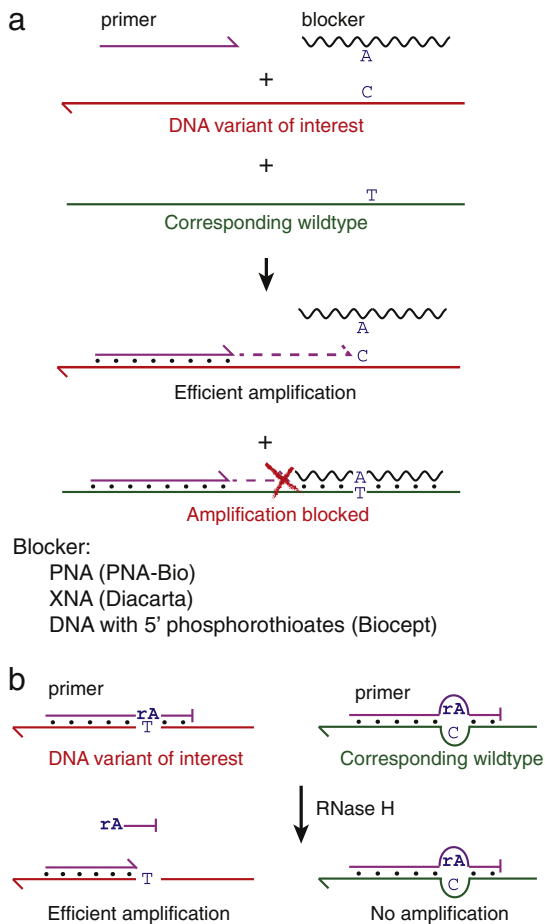 a
primer blocker
A
+
C
DNA variant of interest
+
T
Corresponding wildtype
A
C
Efficient amplification
+
A
T
Amplification blocked
Blocker:
PNA (PNA-Bio)
XNA (Diacarta)
DNA with 5' phosphorothioates (Biocept)
b
primer primer
rA rA
T C
DNA variant of interest Corresponding wildtype
RNase H
rA
rA
T C
Efficient amplification No amplification